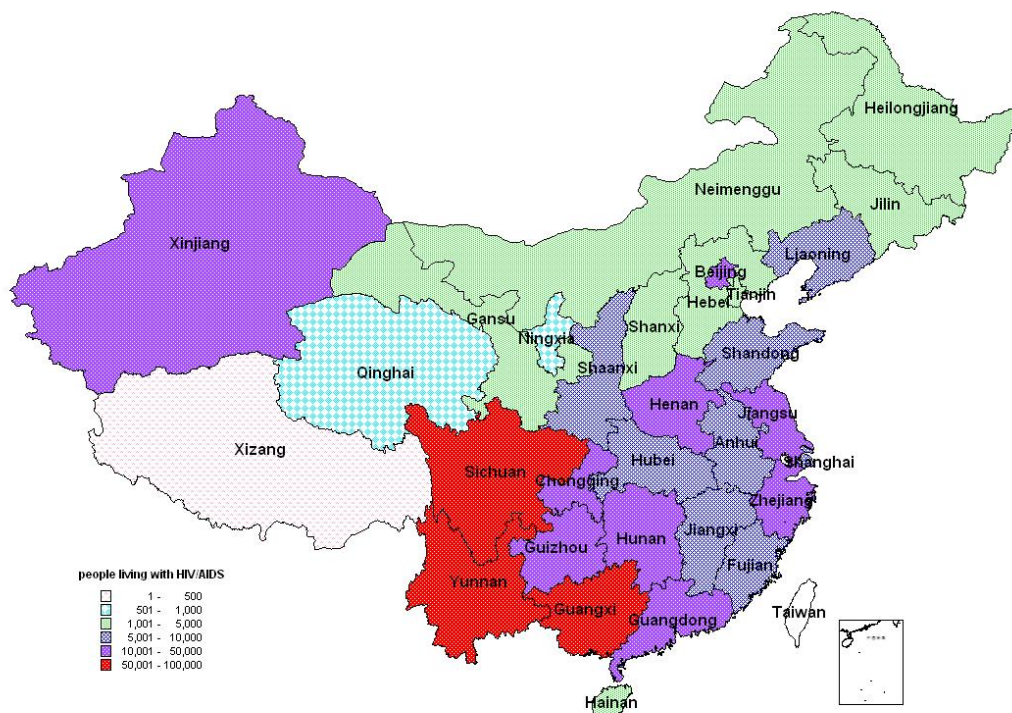 Heilongjiang
Neimenggu
Jilin
Xinjiang
Liaoning
Beijing
Tianjin
Hebei
Gansu
Shanxi
Ningxia
Shandong
Shaanxi
Qinghai
Henan
Jiangsu
Anhui
Xizang
Hubei
Shanghai
Sichuan
Chongqing
Zhejiang
Jiangxi
Hunan
Guizhou
Fujian
people living with HIV/AIDS
Yunnan
1 - 500
501 - 1,000
1,001 - 5,000
5,001 - 10,000
10,001 - 50,000
50,001 - 100,000
Guangxi
Taiwan
Guangdong
Hainan